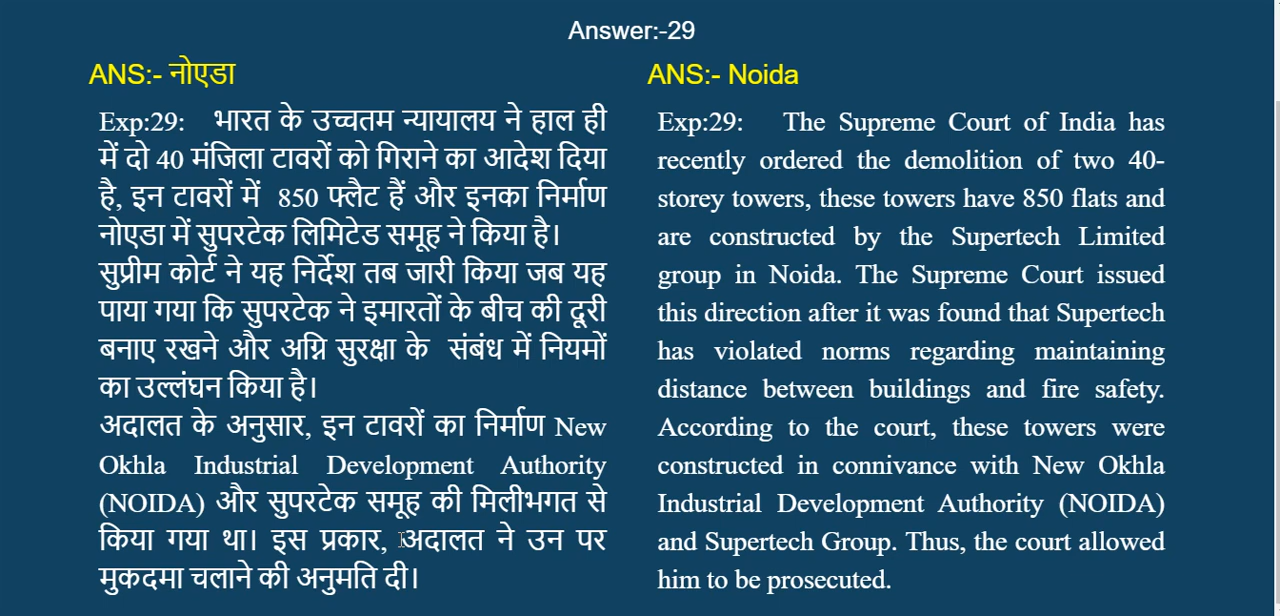 Answer:-29
ANS:- नोएडा
Exp:29: भारत के उच्चतम न्यायालय ने हाल ही
में दो 40 मंजिला टावरों को गिराने का आदेश दिया
है, इन टावरों में 850 फ्लैट हैं और इनका निर्माण
नोएडा में सुपरटेक लिमिटेड समूह ने किया है।
सुप्रीम कोर्ट ने यह निर्देश तब जारी किया जब यह
पाया गया कि सुपरटेक ने इमारतों के बीच की दूरी
बनाए रखने और अग्नि सुरक्षा के संबंध में नियमों
का उल्लंघन किया है।
अदालत के अनुसार, इन टावरों का निर्माण New
Okhla Industrial Development Authority
(NOIDA) और सुपरटेक समूह की मिलीभगत से
किया गया था। इस प्रकार, अदालत ने उन पर
मुकदमा चलाने की अनुमति दी।
ANS:- Noida
Exp:29: The Supreme Court of India has
recently ordered the demolition of two 40-
storey towers, these towers have 850 flats and
are constructed by the Supertech Limited
group in Noida. The Supreme Court issued
this direction after it was found that Supertech
has violated norms regarding maintaining
distance between buildings and fire safety.
According to the court, these towers were
constructed in connivance with New Okhla
Industrial Development Authority (NOIDA)
and Supertech Group. Thus, the court allowed
him to be prosecuted.